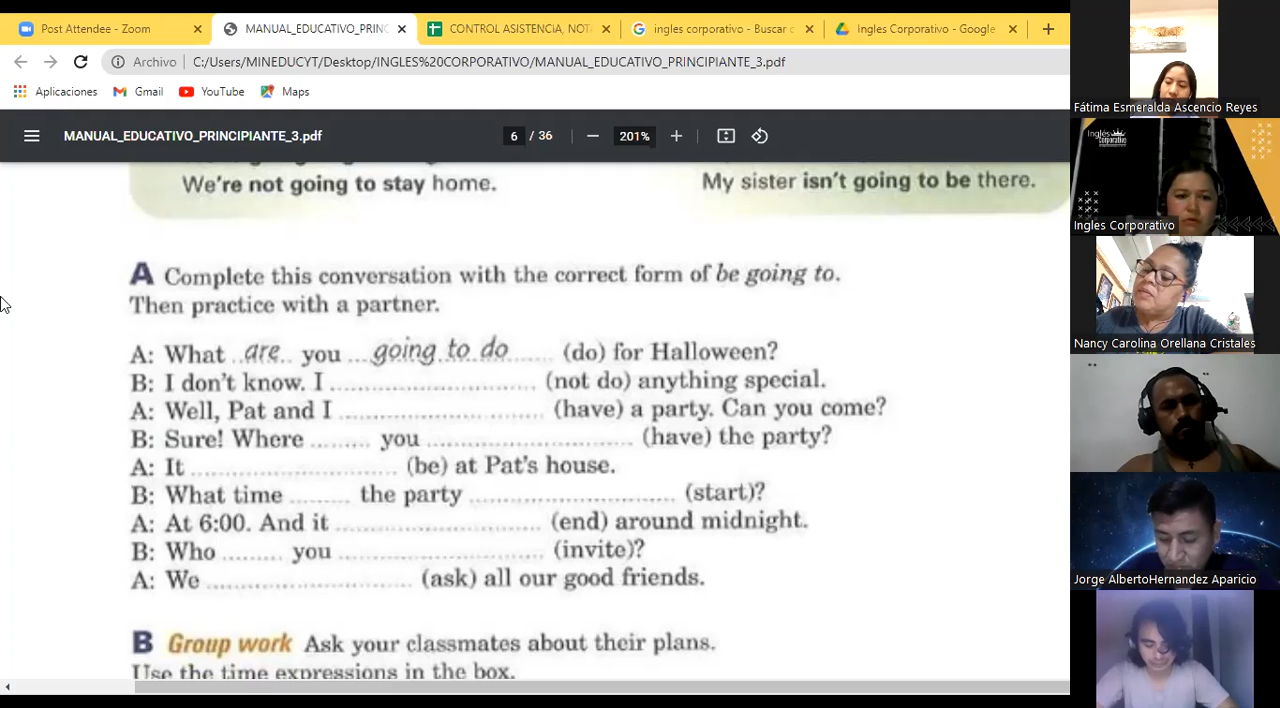 Post Attendee - Zoom
MANUAL_EDUCATIVO_PRINC
CONTROL ASISTENCIA, NOT
ingles corporativo - Buscar c
Ingles Corporativo - Google
Archivo
C:/Users/MINEDUCYT/Desktop/INGLES%20CORPORATIVO/MANUAL_EDUCATIVO_PRINCIPIANTE_3.pdf
Aplicaciones
Gmail
YouTube
Maps
MANUAL_EDUCATIVO_PRINCIPIANTE_3.pdf
6 / 36
201%
We're not going to stay home.
My sister isn't going to be there.
A Complete this conversation with the correct form of be going to.
Then practice with a partner.
A: What ..are.. you ...going to do...... (do) for Halloween?
B: I don't know. I .............................. (not do) anything special.
A: Well, Pat and I .............................. (have) a party. Can you come?
B: Sure! Where ......... you .............................. (have) the party?
A: It .............................. (be) at Pat's house.
B: What time ......... the party .............................. (start)?
A: At 6:00. And it .............................. (end) around midnight.
B: Who ......... you .............................. (invite)?
A: We .............................. (ask) all our good friends.
B Group work Ask your classmates about their plans.
Use the time expressions in the box.
Fátima Esmeralda Ascencio Reyes
Inglés
Corporativo
Ingles Corporativo
Nancy Carolina Orellana Cristales
Jorge AlbertoHernandez Aparicio